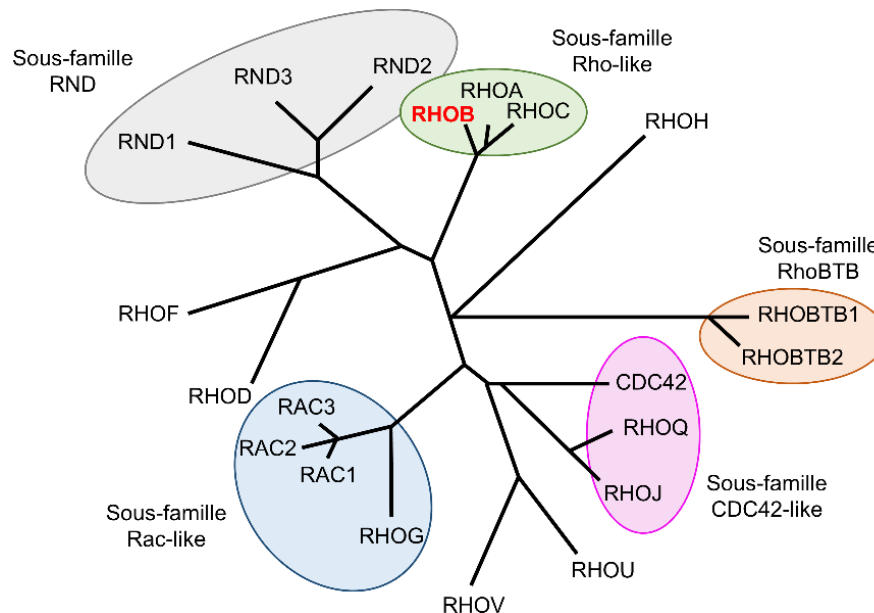 Sous-famille
RND
RND3
RND2
RND1
Sous-famille
Rho-like
RHOA
RHOB
RHOC
RHOH
Sous-famille
RhoBTB
RHOBTB1
RHOBTB2
RHOF
RHOD
CDC42
RHOQ
RHOJ
Sous-famille
CDC42-like
RAC3
RAC2
RAC1
RHOG
Sous-famille
Rac-like
RHOU
RHOV